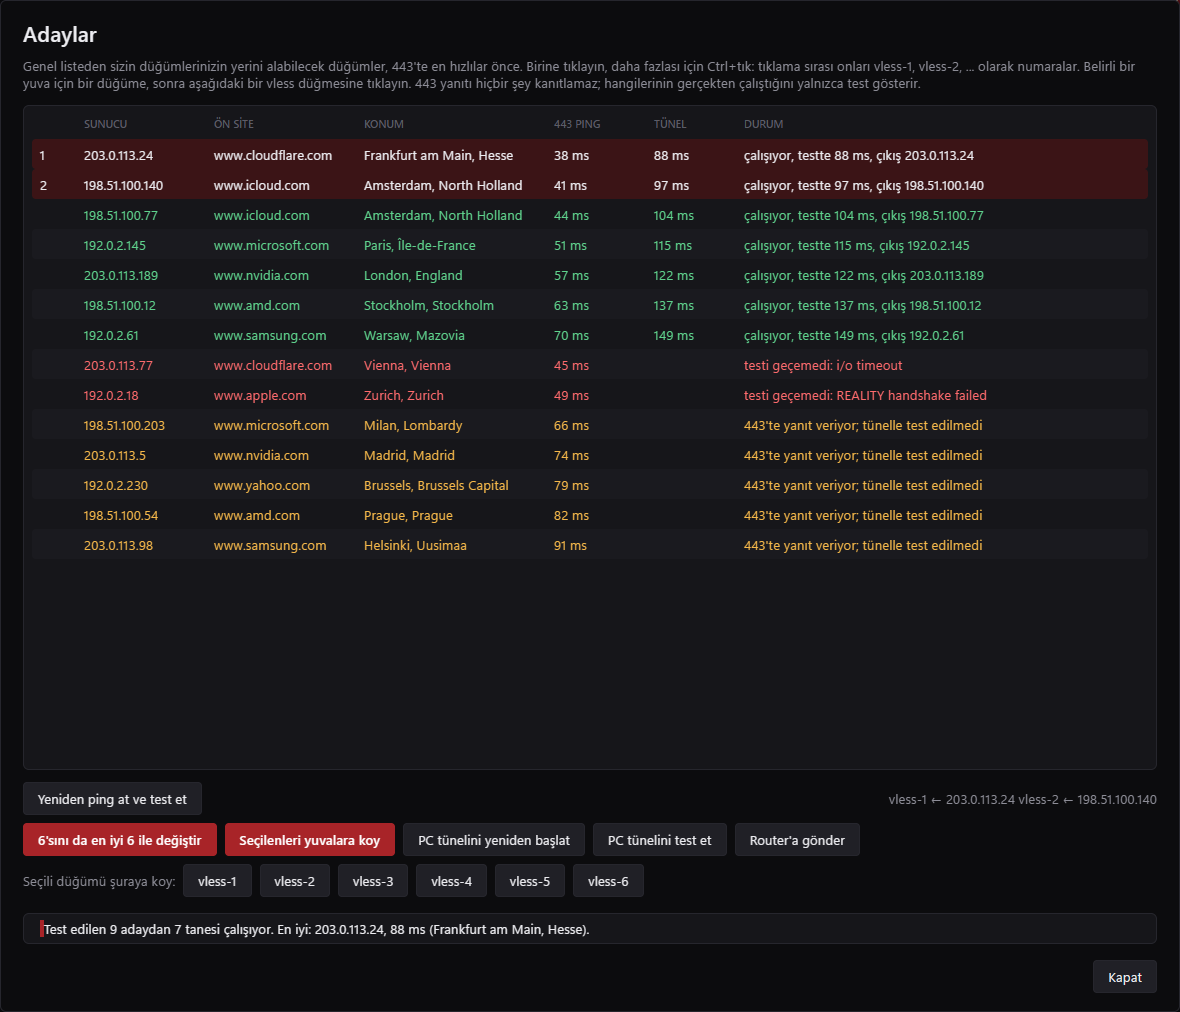 Adaylar
Genel listeden sizin düğümlerinizin yerini alabilecek düğümler, 443'te en hızlılar önce. Birine tıklayın, daha fazlası için Ctrl+tık: tıklama sırası onları vless-1, vless-2, ... olarak numaralar. Belirli bir
yuva için bir düğüme, sonra aşağıdaki bir vless düğmesine tıklayın. 443 yanıtı hiçbir şey kanıtlamaz; hangilerinin gerçekten çalıştığını yalnızca test gösterir.
SUNUCU ÖN SİTE KONUM 443 PING TÜNEL DURUM
1 203.0.113.24 www.cloudflare.com Frankfurt am Main, Hesse 38 ms 88 ms çalışıyor, testte 88 ms, çıkış 203.0.113.24
2 198.51.100.140 www.icloud.com Amsterdam, North Holland 41 ms 97 ms çalışıyor, testte 97 ms, çıkış 198.51.100.140
198.51.100.77 www.icloud.com Amsterdam, North Holland 44 ms 104 ms çalışıyor, testte 104 ms, çıkış 198.51.100.77
192.0.2.145 www.microsoft.com Paris, Île-de-France 51 ms 115 ms çalışıyor, testte 115 ms, çıkış 192.0.2.145
203.0.113.189 www.nvidia.com London, England 57 ms 122 ms çalışıyor, testte 122 ms, çıkış 203.0.113.189
198.51.100.12 www.amd.com Stockholm, Stockholm 63 ms 137 ms çalışıyor, testte 137 ms, çıkış 198.51.100.12
192.0.2.61 www.samsung.com Warsaw, Mazovia 70 ms 149 ms çalışıyor, testte 149 ms, çıkış 192.0.2.61
203.0.113.77 www.cloudflare.com Vienna, Vienna 45 ms testi geçemedi: i/o timeout
192.0.2.18 www.apple.com Zurich, Zurich 49 ms testi geçemedi: REALITY handshake failed
198.51.100.203 www.microsoft.com Milan, Lombardy 66 ms 443'te yanıt veriyor; tünelle test edilmedi
203.0.113.5 www.nvidia.com Madrid, Madrid 74 ms 443'te yanıt veriyor; tünelle test edilmedi
192.0.2.230 www.yahoo.com Brussels, Brussels Capital 79 ms 443'te yanıt veriyor; tünelle test edilmedi
198.51.100.54 www.amd.com Prague, Prague 82 ms 443'te yanıt veriyor; tünelle test edilmedi
203.0.113.98 www.samsung.com Helsinki, Uusimaa 91 ms 443'te yanıt veriyor; tünelle test edilmedi
Yeniden ping at ve test et vless-1 ← 203.0.113.24 vless-2 ← 198.51.100.140
6'sını da en iyi 6 ile değiştir Seçilenleri yuvalara koy PC tünelini yeniden başlat PC tünelini test et Router'a gönder
Seçili düğümü şuraya koy: vless-1 vless-2 vless-3 vless-4 vless-5 vless-6
Test edilen 9 adaydan 7 tanesi çalışıyor. En iyi: 203.0.113.24, 88 ms (Frankfurt am Main, Hesse).
Kapat